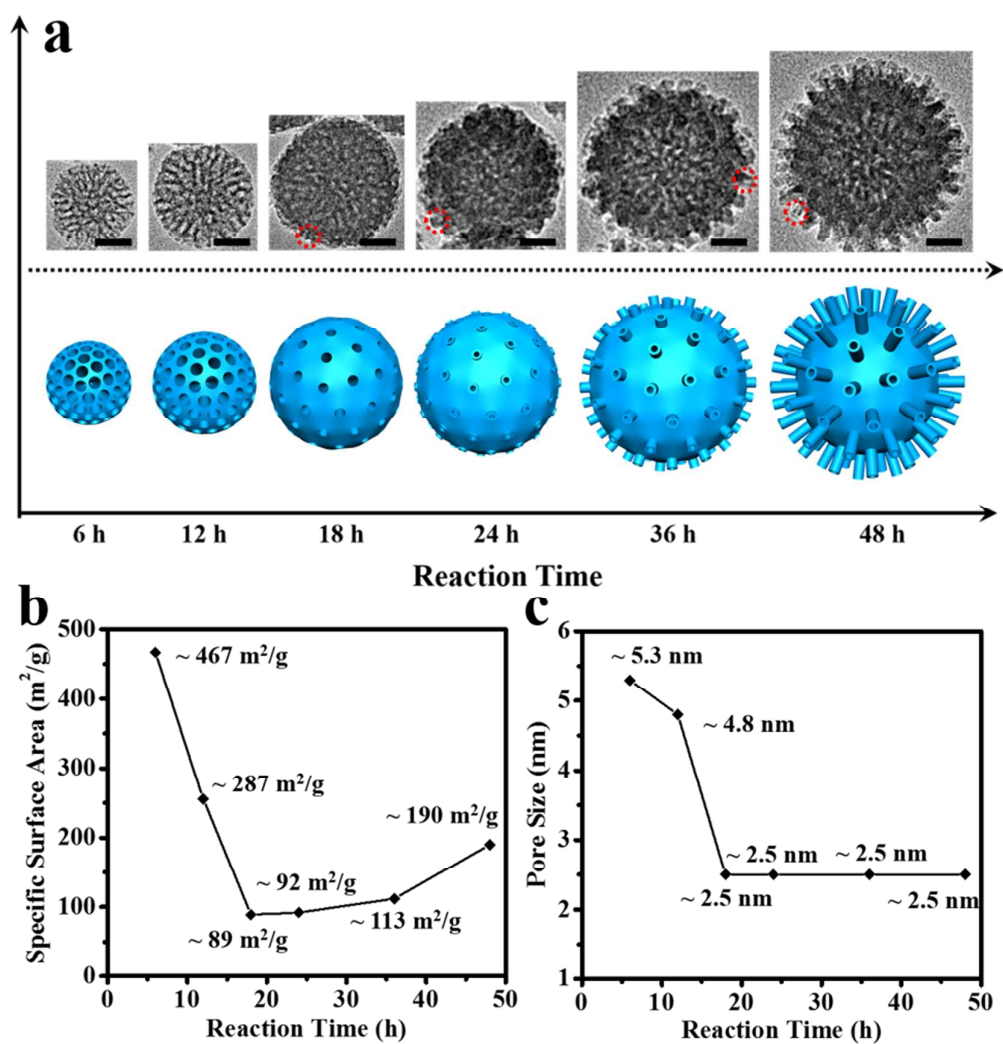 a
6 h 12 h 18 h 24 h 36 h 48 h
Reaction Time
b
500
400
300
200
100
0
0 10 20 30 40 50
Specific Surface Area (m²/g)
Reaction Time (h)
~ 467 m²/g
~ 287 m²/g
~ 190 m²/g
~ 92 m²/g
~ 113 m²/g
~ 89 m²/g
c
6
5
4
3
2
1
0 10 20 30 40 50
Pore Size (nm)
Reaction Time (h)
~ 5.3 nm
~ 4.8 nm
~ 2.5 nm ~ 2.5 nm
~ 2.5 nm ~ 2.5 nm